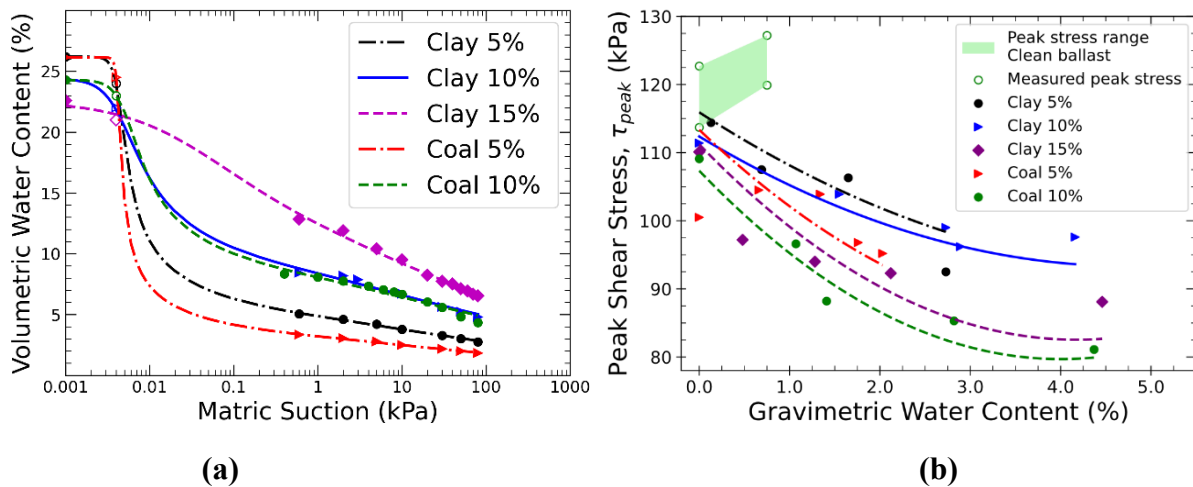 Volumetric Water Content (%)
25
20
15
10
5
0.001
0.01
0.1
1
10
100
1000
Matric Suction (kPa)
Clay 5%
Clay 10%
Clay 15%
Coal 5%
Coal 10%
(a)
Peak Shear Stress, τpeak (kPa)
130
120
110
100
90
80
0.0
1.0
2.0
3.0
4.0
5.0
Gravimetric Water Content (%)
Peak stress range
Clean ballast
Measured peak stress
Clay 5%
Clay 10%
Clay 15%
Coal 5%
Coal 10%
(b)